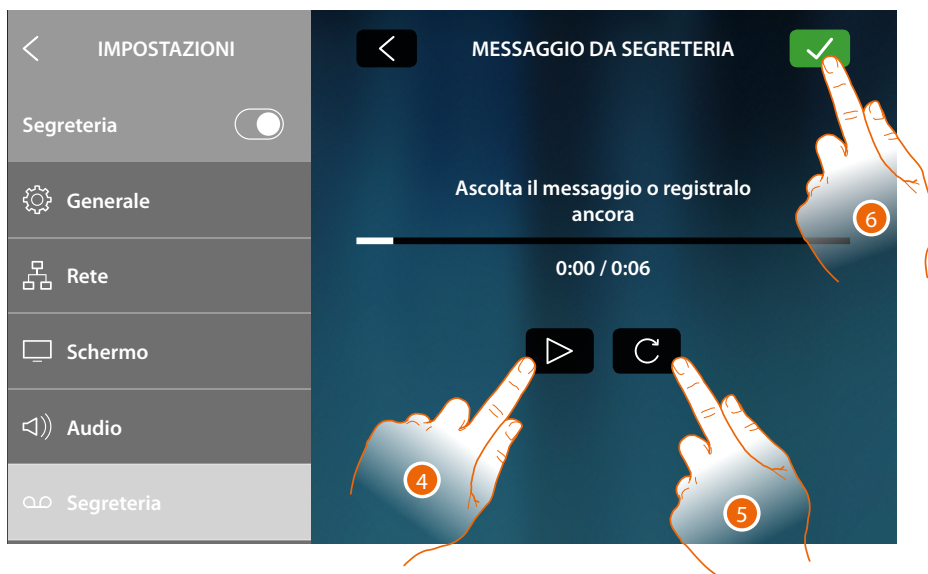 IMPOSTAZIONI
Segreteria
Generale
Rete
Schermo
Audio
Segreteria
MESSAGGIO DA SEGRETERIA
Ascolta il messaggio o registralo
ancora
0:00 / 0:06
4
5
6